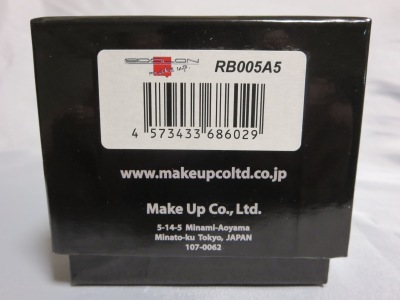 EIDOLON
RB005A5
4 573433 686029
www.makeupcoltd.co.jp
Make Up Co., Ltd.
5-14-5 Minami-Aoyama
Minato-ku Tokyo, JAPAN
107-0062